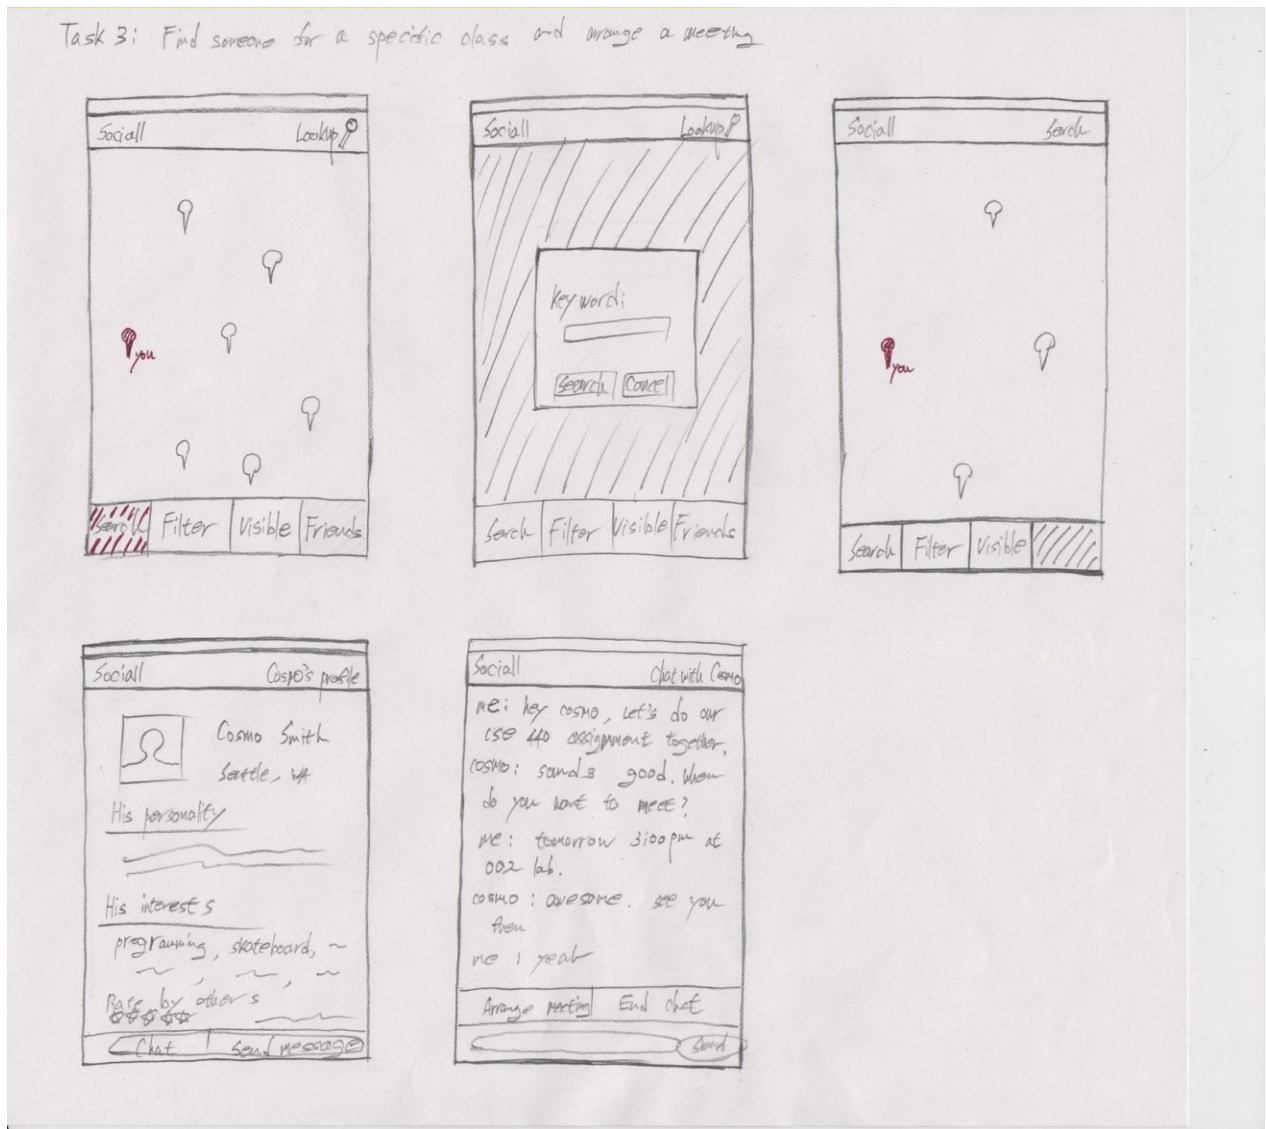 Task 3: Find someone for a specific class and arrange a meeting
Sociall Lookup
you
Search Filter Visible Friends
Sociall Lookup
keyword:
Search Cancel
Serch Filter Visible Friends
Sociall Search
you
Search Filter Visible
Sociall Cosmo's profile
Cosmo Smith
Seattle, WA
His personality
His interests
programming, skateboard,
Rate by others
Chat Send message
Sociall Chat with Cosmo
me: hey cosmo, Let's do our
CSE 440 assignment together.
cosmo: sounds good. When
do you want to meet?
me: tomorrow 3:00pm at
002 lab.
cosmo: awesome. see you
then
me: yeah
Arrange meeting End chat
Send